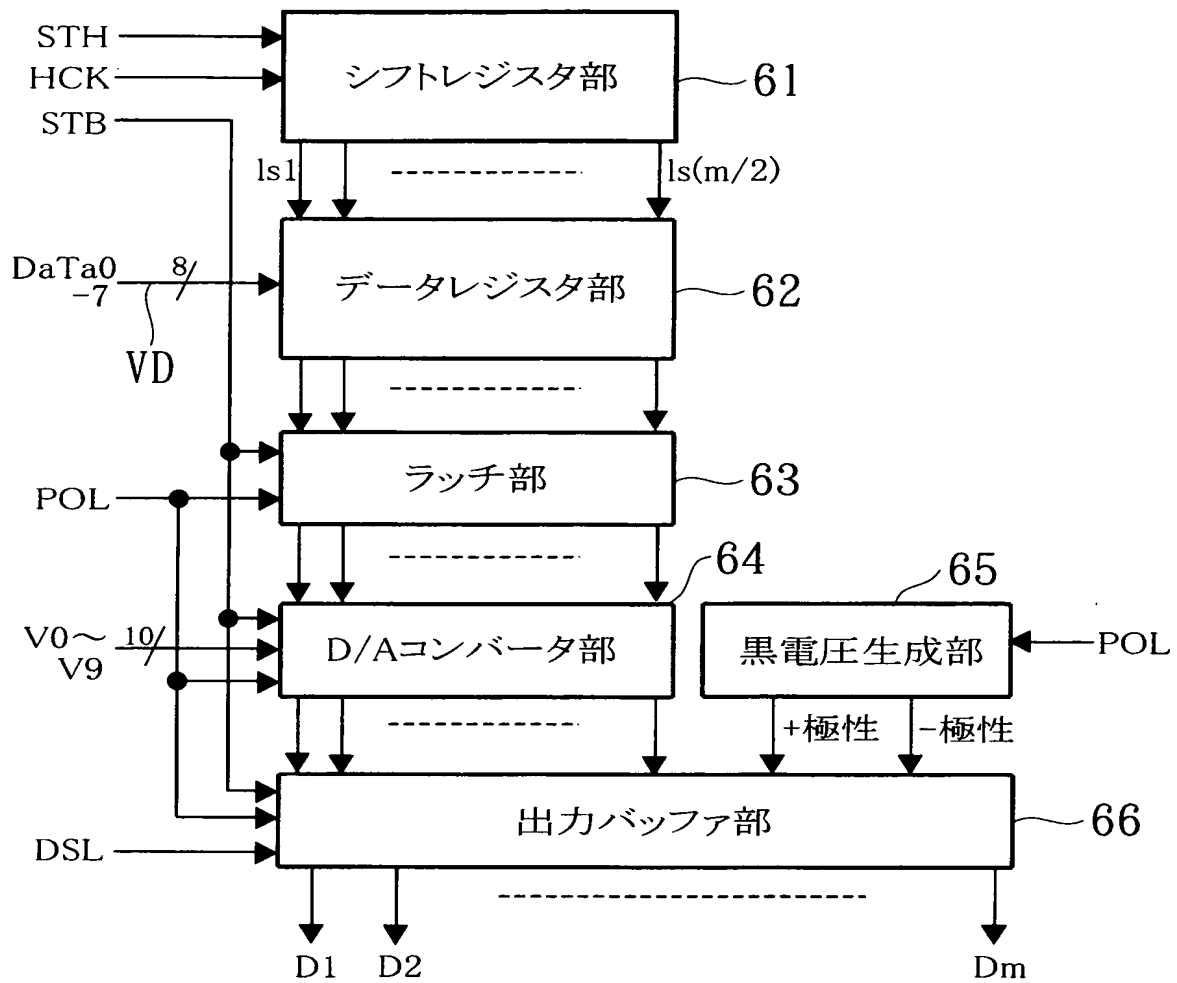 STH
HCK
STB
シフトレジスタ部
61
ls1
ls(m/2)
DaTa0
-7
8
VD
データレジスタ部
62
POL
ラッチ部
63
64
65
V0～
V9
10
D/Aコンバータ部
黒電圧生成部
POL
+極性
-極性
DSL
出力バッファ部
66
D1
D2
Dm